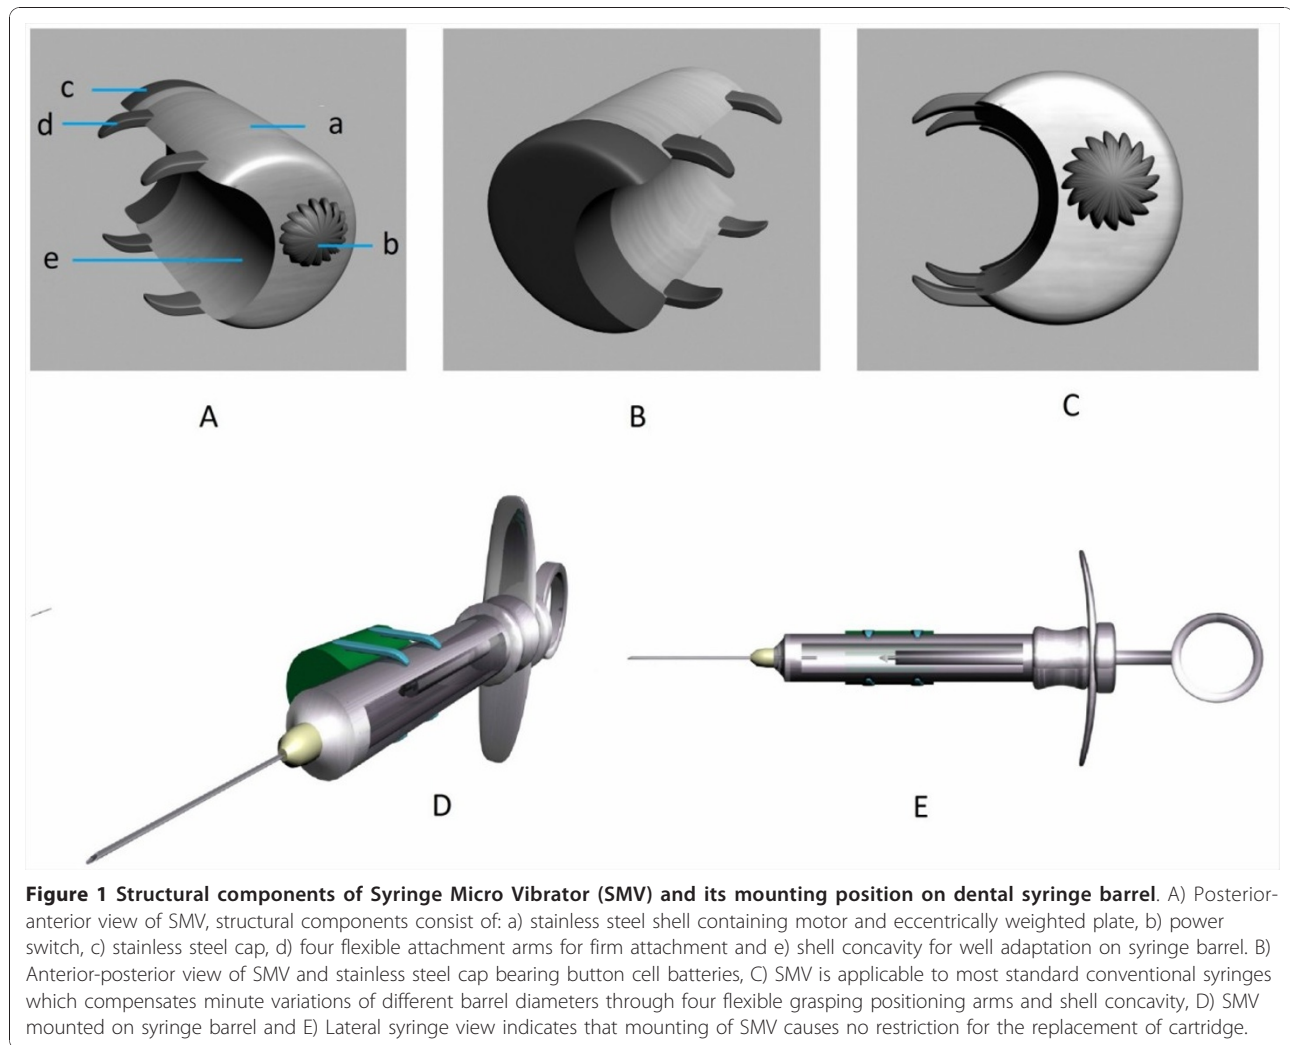 c
d
a
b
e
A
B
C
D
E
Figure 1 Structural components of Syringe Micro Vibrator (SMV) and its mounting position on dental syringe barrel. A) Posterior-
anterior view of SMV, structural components consist of: a) stainless steel shell containing motor and eccentrically weighted plate, b) power
switch, c) stainless steel cap, d) four flexible attachment arms for firm attachment and e) shell concavity for well adaptation on syringe barrel. B)
Anterior-posterior view of SMV and stainless steel cap bearing button cell batteries, C) SMV is applicable to most standard conventional syringes
which compensates minute variations of different barrel diameters through four flexible grasping positioning arms and shell concavity, D) SMV
mounted on syringe barrel and E) Lateral syringe view indicates that mounting of SMV causes no restriction for the replacement of cartridge.